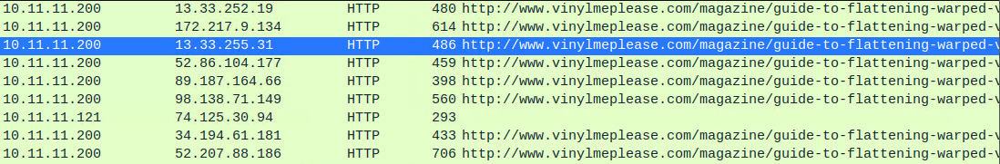 10.11.11.200 13.33.252.19 HTTP 480 http://www.vinylmeplease.com/magazine/guide-to-flattening-warped-v
10.11.11.200 172.217.9.134 HTTP 614 http://www.vinylmeplease.com/magazine/guide-to-flattening-warped-v
10.11.11.200 13.33.255.31 HTTP 486 http://www.vinylmeplease.com/magazine/guide-to-flattening-warped-v
10.11.11.200 52.86.104.177 HTTP 459 http://www.vinylmeplease.com/magazine/guide-to-flattening-warped-v
10.11.11.200 89.187.164.66 HTTP 398 http://www.vinylmeplease.com/magazine/guide-to-flattening-warped-v
10.11.11.200 98.138.71.149 HTTP 560 http://www.vinylmeplease.com/magazine/guide-to-flattening-warped-v
10.11.11.121 74.125.30.94 HTTP 293
10.11.11.200 34.194.61.181 HTTP 433 http://www.vinylmeplease.com/magazine/guide-to-flattening-warped-v
10.11.11.200 52.207.88.186 HTTP 706 http://www.vinylmeplease.com/magazine/guide-to-flattening-warped-v